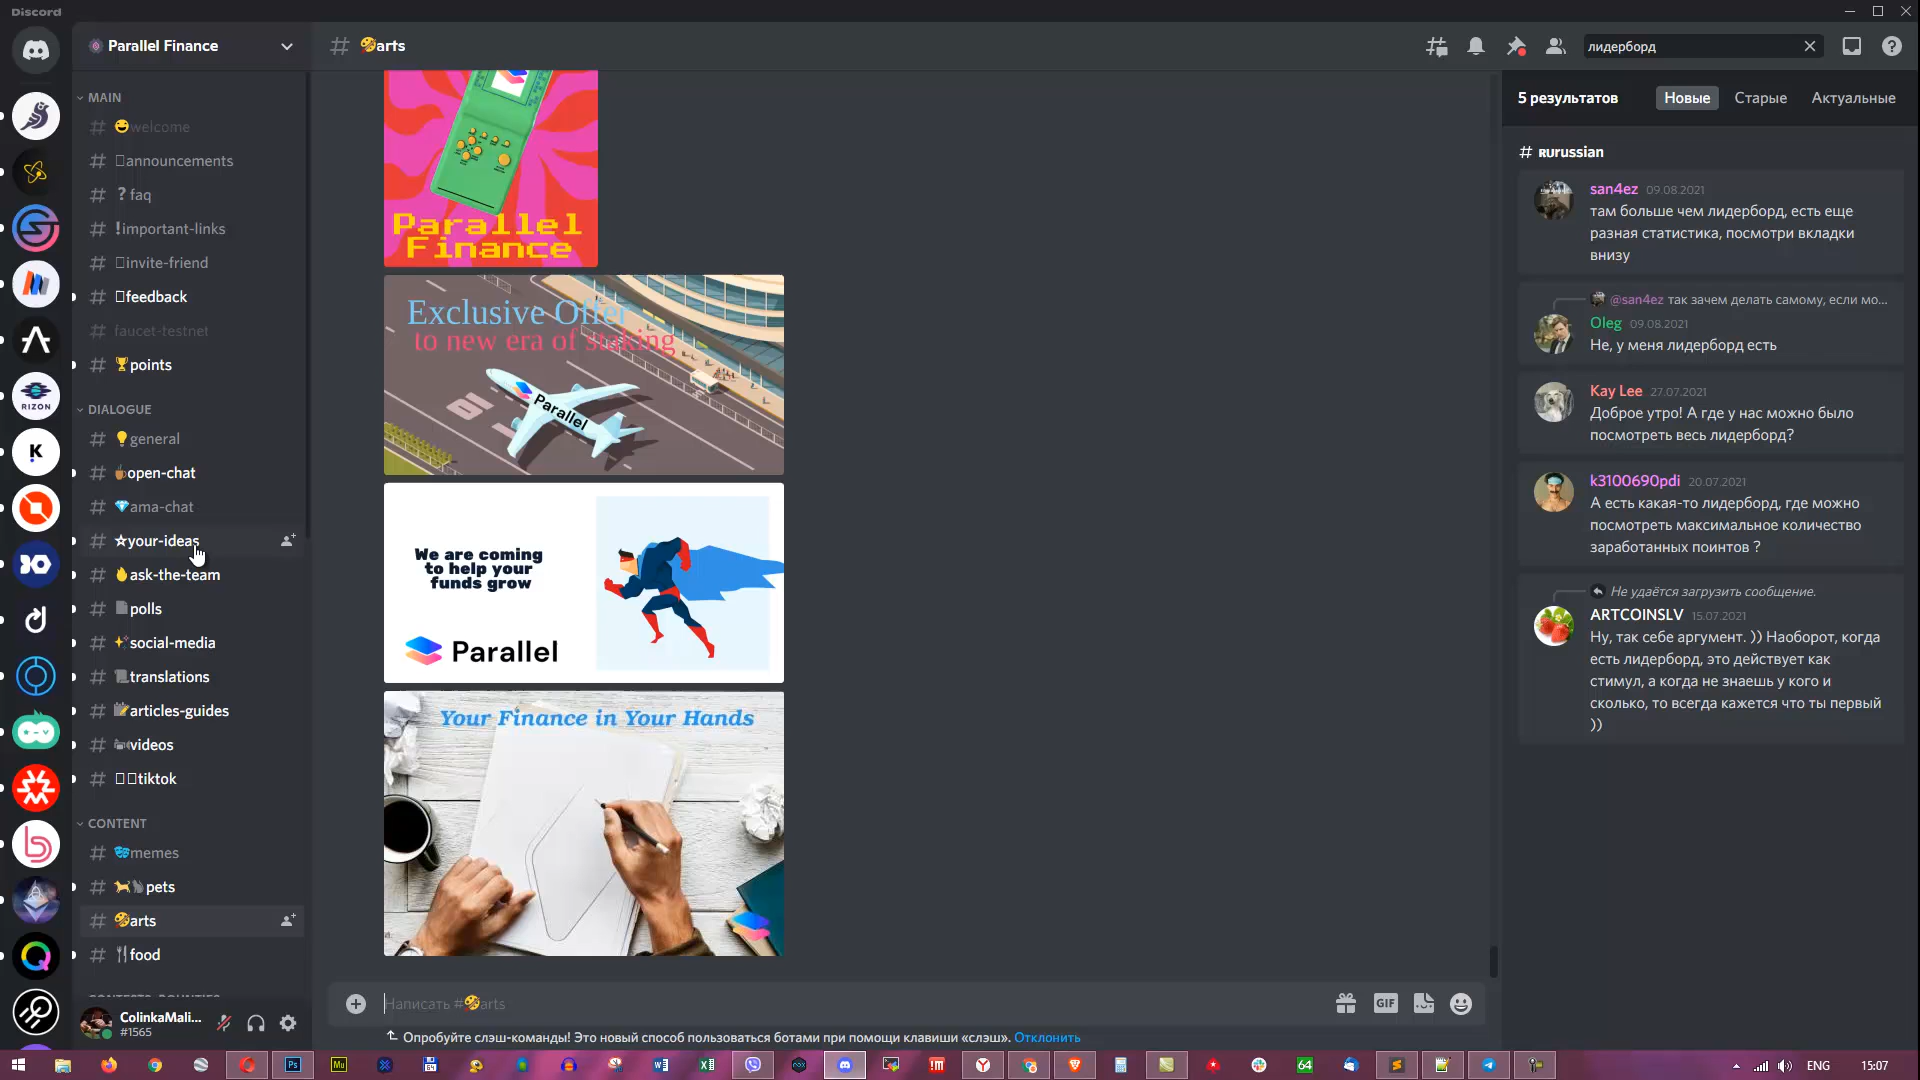 Discord
Parallel Finance
arts
лидерборд
MAIN
welcome
announcements
? faq
!important-links
invite-friend
feedback
faucet-testnet
points
DIALOGUE
general
open-chat
ama-chat
your-ideas
ask-the-team
polls
social-media
translations
articles-guides
videos
tiktok
CONTENT
memes
pets
arts
food
CONTESTS-BOUNTIES
ColinkaMali...
#1565
RIZON
Parallel
Finance
Exclusive Offer
to new era of staking
Parallel
We are coming
to help your
funds grow
Parallel
Your Finance in Your Hands
Написать #arts
GIF
Опробуйте слэш-команды! Это новый способ пользоваться ботами при помощи клавиши «слэш». Отклонить
5 результатов
Новые
Старые
Актуальные
# RUrussian
san4ez 09.08.2021
там больше чем лидерборд, есть еще
разная статистика, посмотри вкладки
внизу
@san4ez так зачем делать самому, если мо...
Oleg 09.08.2021
Не, у меня лидерборд есть
Kay Lee 27.07.2021
Доброе утро! А где у нас можно было
посмотреть весь лидерборд?
k3100690pdi 20.07.2021
А есть какая-то лидерборд, где можно
посмотреть максимальное количество
заработанных поинтов ?
Не удаётся загрузить сообщение.
ARTCOINSLV 15.07.2021
Ну, так себе аргумент. )) Наоборот, когда
есть лидерборд, это действует как
стимул, а когда не знаешь у кого и
сколько, то всегда кажется что ты первый
))
Ps
Mu
64
ENG
15:07